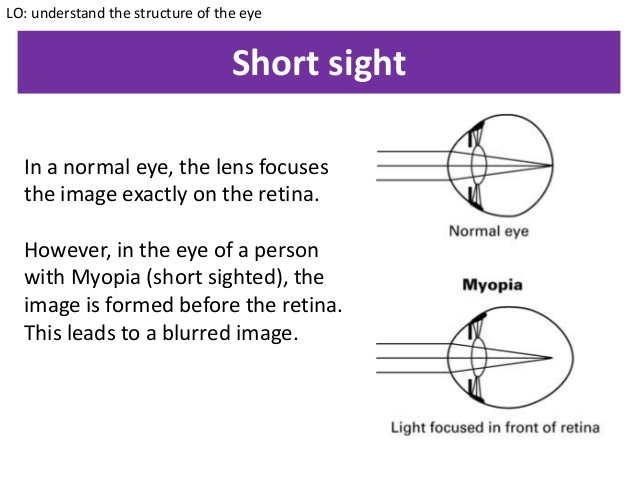 LO: understand the structure of the eye
Short sight
In a normal eye, the lens focuses
the image exactly on the retina.
However, in the eye of a person
with Myopia (short sighted), the
image is formed before the retina.
This leads to a blurred image.
Normal eye
Myopia
Light focused in front of retina